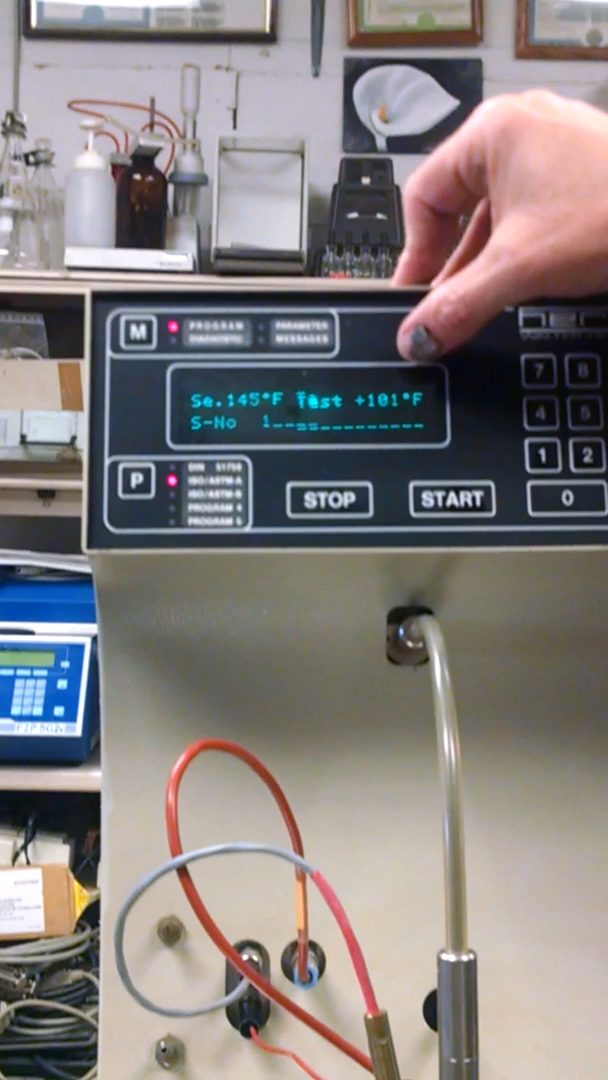 M
PROGRAM
DIAGNOSTIC
PARAMETER
MESSAGES
Se.145°F Test +101°F
S-No 1
P
DIN 51758
ISO/ASTM-A
ISO/ASTM-B
PROGRAM 4
PROGRAM 5
STOP
START
7
8
4
5
1
2
0